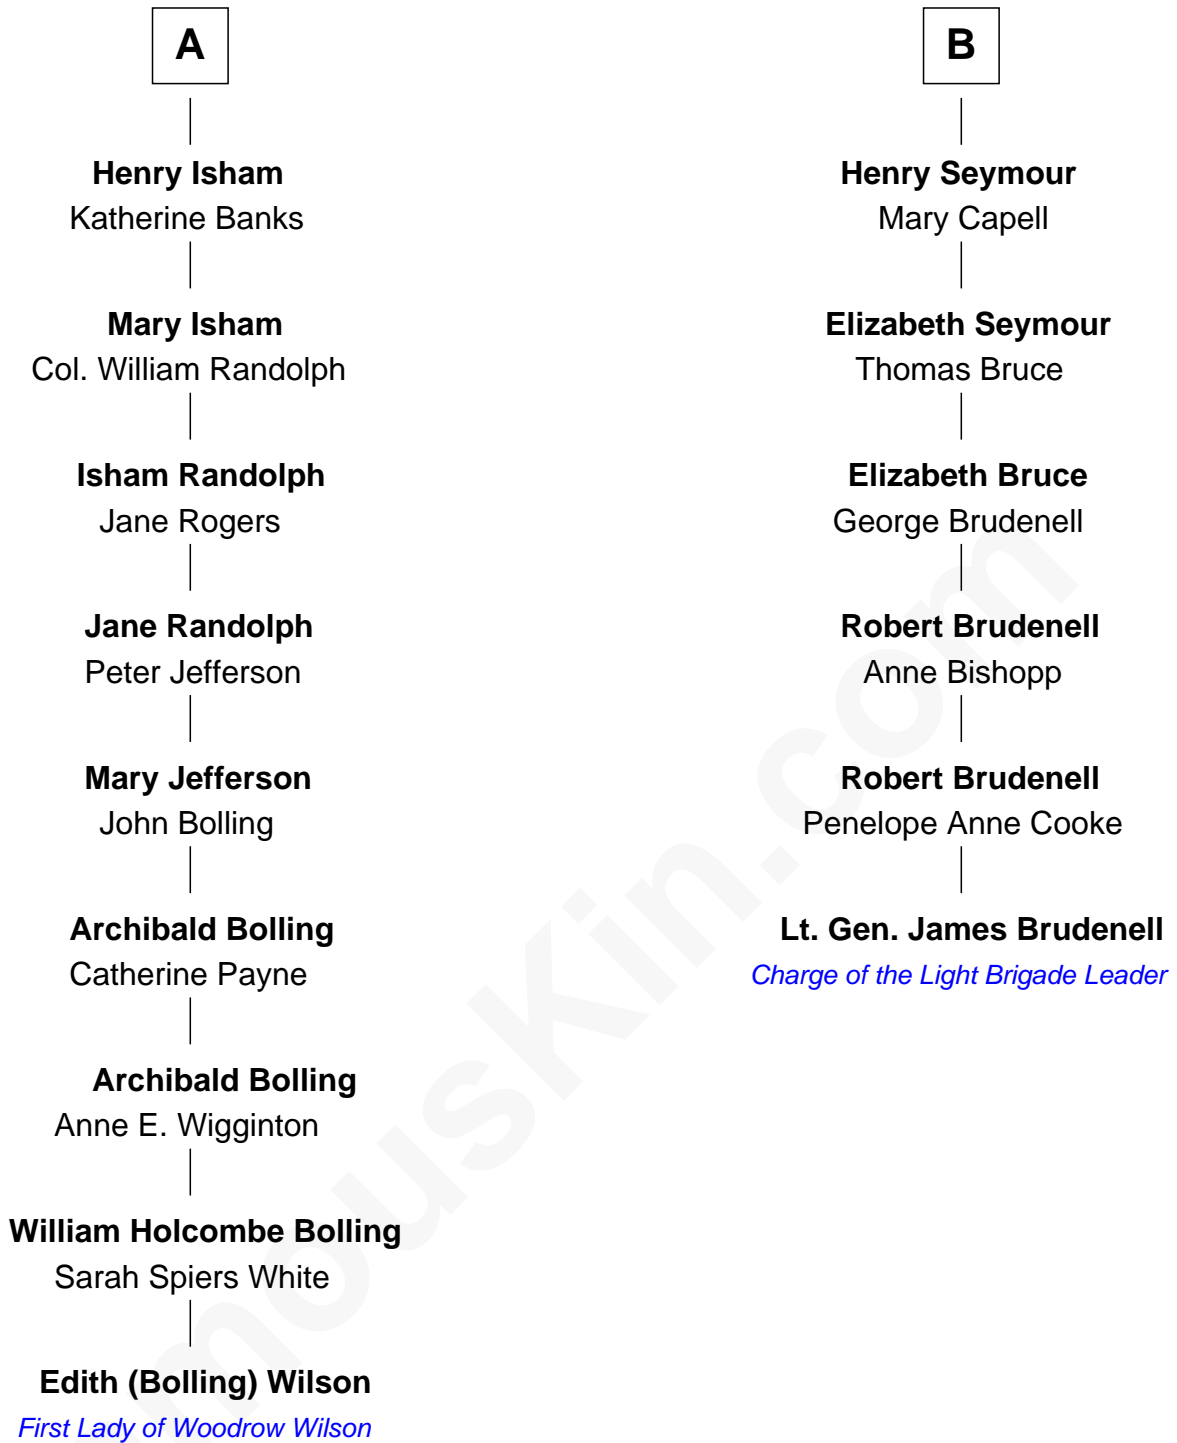 A
Henry Isham
Katherine Banks
Mary Isham
Col. William Randolph
Isham Randolph
Jane Rogers
Jane Randolph
Peter Jefferson
Mary Jefferson
John Bolling
Archibald Bolling
Catherine Payne
Archibald Bolling
Anne E. Wigginton
William Holcombe Bolling
Sarah Spiers White
Edith (Bolling) Wilson
First Lady of Woodrow Wilson
B
Henry Seymour
Mary Capell
Elizabeth Seymour
Thomas Bruce
Elizabeth Bruce
George Brudenell
Robert Brudenell
Anne Bishopp
Robert Brudenell
Penelope Anne Cooke
Lt. Gen. James Brudenell
Charge of the Light Brigade Leader
mousKin.com